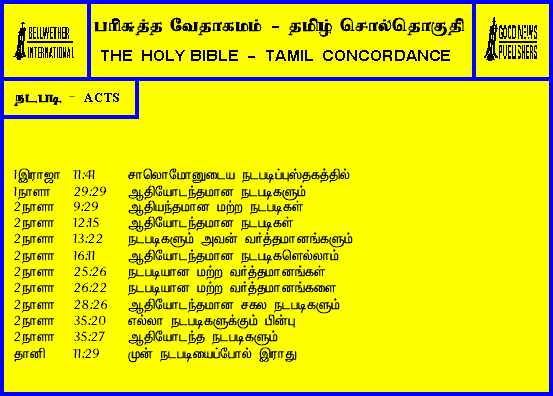 BELLWETHER
INTERNATIONAL
பரிசுத்த வேதாகமம் - தமிழ் சொல்தொகுதி
THE HOLY BIBLE - TAMIL CONCORDANCE
GOOD NEWS
PUBLISHERS
நடபடி - ACTS
1இராஜா 11:41 சாலொமோனுடைய நடபடிப்புஸ்தகத்தில்
1நாளா 29:29 ஆதியோடந்தமான நடபடிகளும்
2நாளா 9:29 ஆதியந்தமான மற்ற நடபடிகள்
2நாளா 12:15 ஆதியோடந்தமான நடபடிகள்
2நாளா 13:22 நடபடிகளும் அவன் வர்த்தமானங்களும்
2நாளா 16:11 ஆதியோடந்தமான நடபடிகளெல்லாம்
2நாளா 25:26 நடபடியான மற்ற வர்த்தமானங்கள்
2நாளா 26:22 நடபடியான மற்ற வர்த்தமானங்களை
2நாளா 28:26 ஆதியோடந்தமான சகல நடபடிகளும்
2நாளா 35:20 எல்லா நடபடிகளுக்கும் பின்பு
2நாளா 35:27 ஆதியோடந்த நடபடிகளும்
தானி 11:29 முன் நடபடியைப்போல் இராது